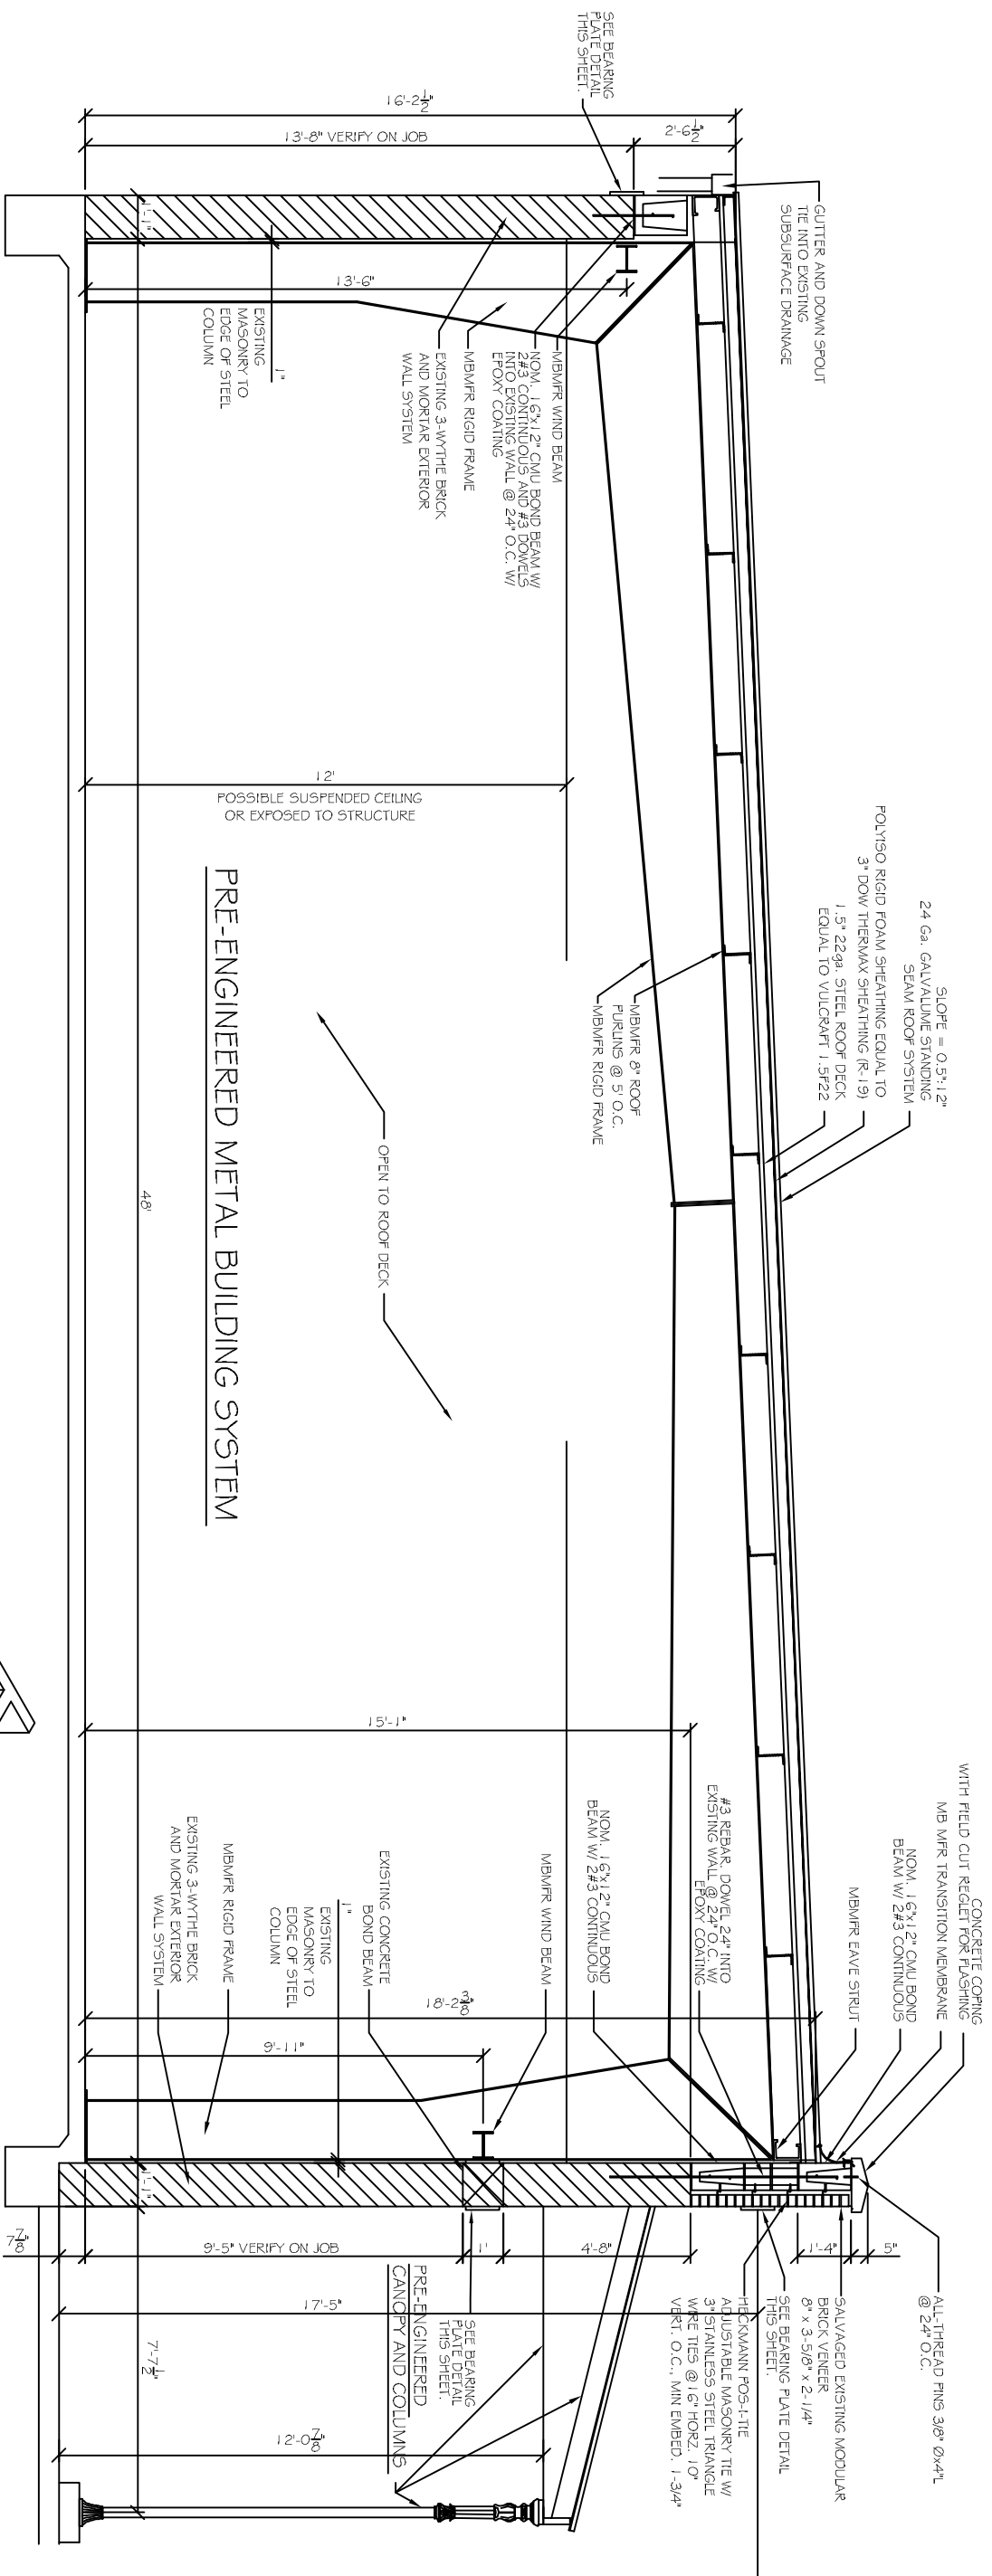 SEE BEARING
PLATE DETAIL
THIS SHEET.
16'-2 1/2"
13'-8" VERIFY ON JOB
2'-6 1/2"
GUTTER AND DOWN SPOUT
TIE INTO EXISTING
SUBSURFACE DRAINAGE
1'-1"
13'-6"
1"
EXISTING
MASONRY TO
EDGE OF STEEL
COLUMN
MBMFR WIND BEAM
NOM. 16"x12" CMU BOND BEAM W/
2#3 CONTINUOUS AND #3 DOWELS
INTO EXISTING WALL @ 24" O.C. W/
EPOXY COATING
MBMFR RIGID FRAME
EXISTING 3-WYTHE BRICK
AND MORTAR EXTERIOR
WALL SYSTEM
12'
POSSIBLE SUSPENDED CEILING
OR EXPOSED TO STRUCTURE
PRE-ENGINEERED METAL BUILDING SYSTEM
OPEN TO ROOF DECK
48'
SLOPE = 0.5":12"
24 Ga. GALVALUME STANDING
SEAM ROOF SYSTEM
POLYISO RIGID FOAM SHEATHING EQUAL TO
3" DOW THERMAX SHEATHING (R-19)
1.5" 22ga. STEEL ROOF DECK
EQUAL TO VULCRAFT 1.5F22
MBMFR 8" ROOF
PURLINS @ 5' O.C.
MBMFR RIGID FRAME
15'-1"
CONCRETE COPING
WITH FIELD CUT REGLET FOR FLASHING
MB MFR TRANSITION MEMBRANE
NOM. 16"x12" CMU BOND
BEAM W/ 2#3 CONTINUOUS
MBMFR EAVE STRUT
#3 REBAR. DOWEL 24" INTO
EXISTING WALL @ 24" O.C. W/
EPOXY COATING
NOM. 16"x12" CMU BOND
BEAM W/ 2#3 CONTINUOUS
MBMFR WIND BEAM
EXISTING CONCRETE
BOND BEAM
1"
EXISTING
MASONRY TO
EDGE OF STEEL
COLUMN
MBMFR RIGID FRAME
EXISTING 3-WYTHE BRICK
AND MORTAR EXTERIOR
WALL SYSTEM
18'-2 3/8"
9'-11"
1'-1"
7 7/8"
9'-5" VERIFY ON JOB
1'
4'-8"
1'-4"
5"
ALL-THREAD PINS 3/8" Øx4"L
@ 24" O.C.
SALVAGED EXISTING MODULAR
BRICK VENEER
8" x 3-5/8" x 2-1/4"
SEE BEARING PLATE DETAIL
THIS SHEET.
HECKMANN POS-I-TIE
ADJUSTABLE MASONRY TIE W/
3" STAINLESS STEEL TRIANGLE
WIRE TIES @ 16" HORZ. 10"
VERT. O.C., MIN EMBED. 1-3/4"
17'-5"
SEE BEARING
PLATE DETAIL
THIS SHEET.
PRE-ENGINEERED
CANOPY AND COLUMNS
7'-7 1/2"
12'-0 7/8"